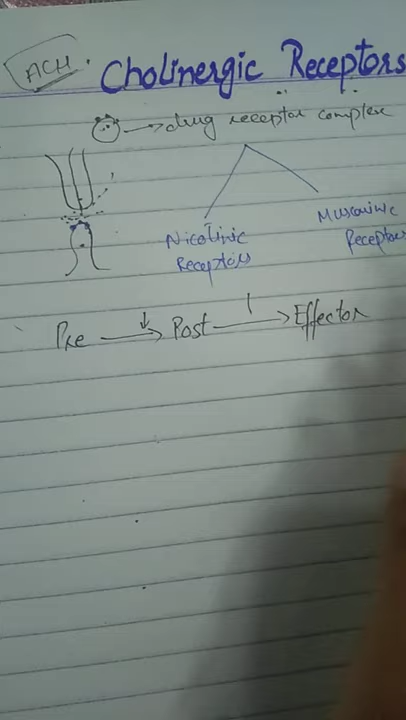 ACH.
Cholinergic Receptors
→ drug receptor complex
Nicotinic
Receptors
Muscarinic
Receptors
Pre → Post → Effector